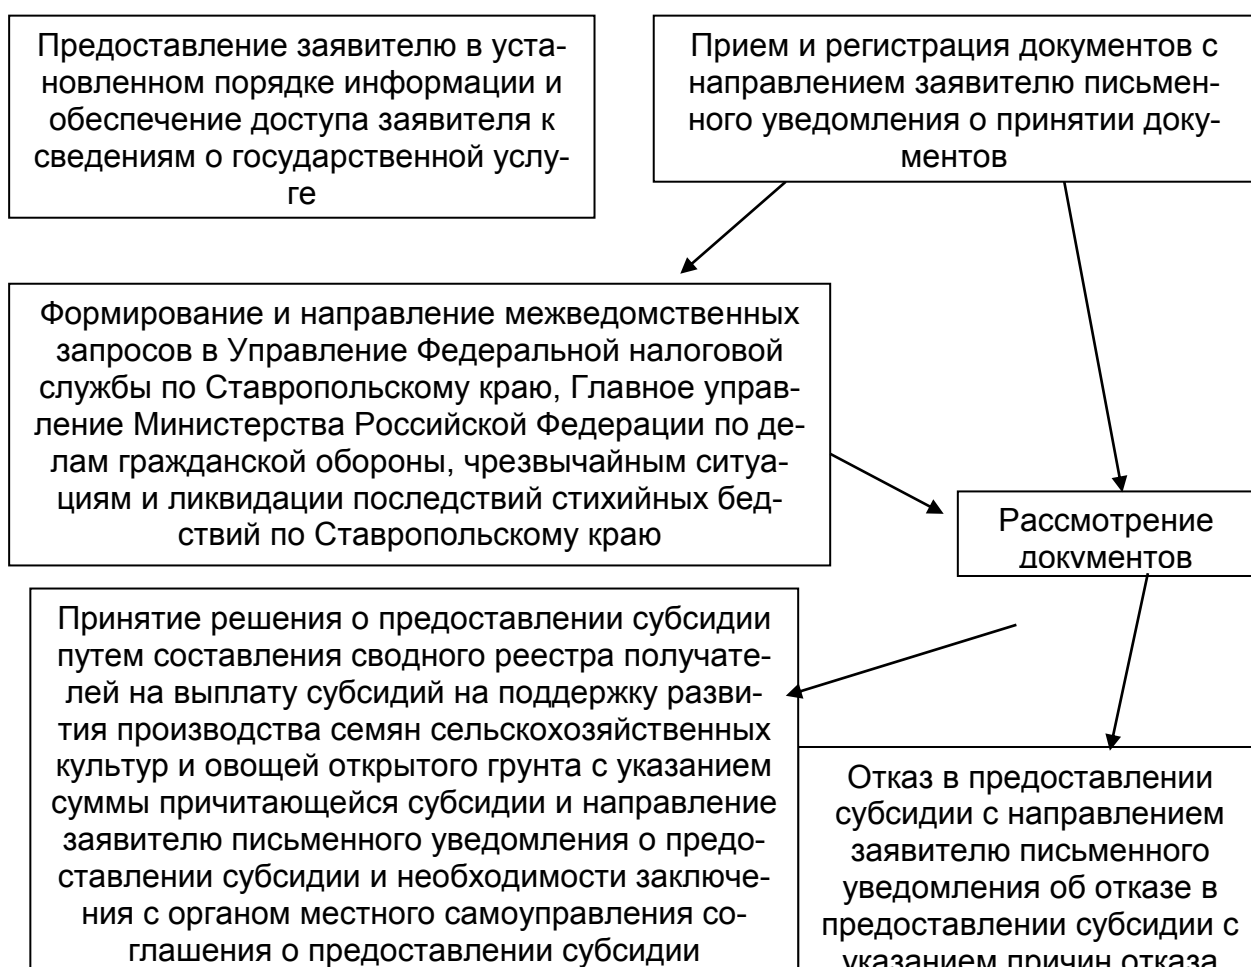 Предоставление заявителю в уста-
новленном порядке информации и
обеспечение доступа заявителя к
сведениям о государственной услу-
ге
Прием и регистрация документов с
направлением заявителю письмен-
ного уведомления о принятии доку-
ментов
Формирование и направление межведомственных
запросов в Управление Федеральной налоговой
службы по Ставропольскому краю, Главное управ-
ление Министерства Российской Федерации по де-
лам гражданской обороны, чрезвычайным ситуа-
циям и ликвидации последствий стихийных бед-
ствий по Ставропольскому краю
Рассмотрение
документов
Принятие решения о предоставлении субсидии
путем составления сводного реестра получате-
лей на выплату субсидий на поддержку разви-
тия производства семян сельскохозяйственных
культур и овощей открытого грунта с указанием
суммы причитающейся субсидии и направление
заявителю письменного уведомления о предо-
ставлении субсидии и необходимости заключе-
ния с органом местного самоуправления со-
глашения о предоставлении субсидии
Отказ в предоставлении
субсидии с направлением
заявителю письменного
уведомления об отказе в
предоставлении субсидии с
указанием причин отказа